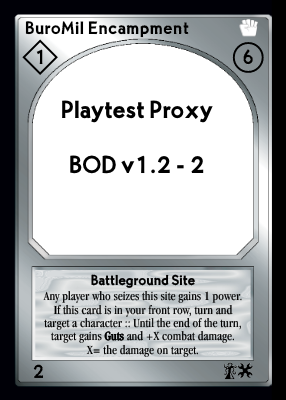 BuroMil Encampment
1
6
Playtest Proxy
BOD v1.2 - 2
Battleground Site
Any player who seizes this site gains 1 power.
If this card is in your front row, turn and
target a character :: Until the end of the turn,
target gains Guts and +X combat damage.
X= the damage on target.
2